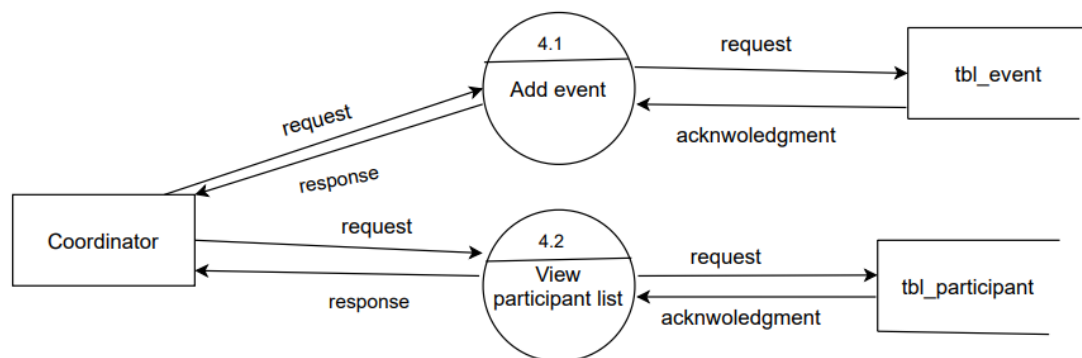 4.1
Add event
request
tbl_event
acknwoledgment
request
response
Coordinator
request
response
4.2
View
participant list
request
tbl_participant
acknwoledgment